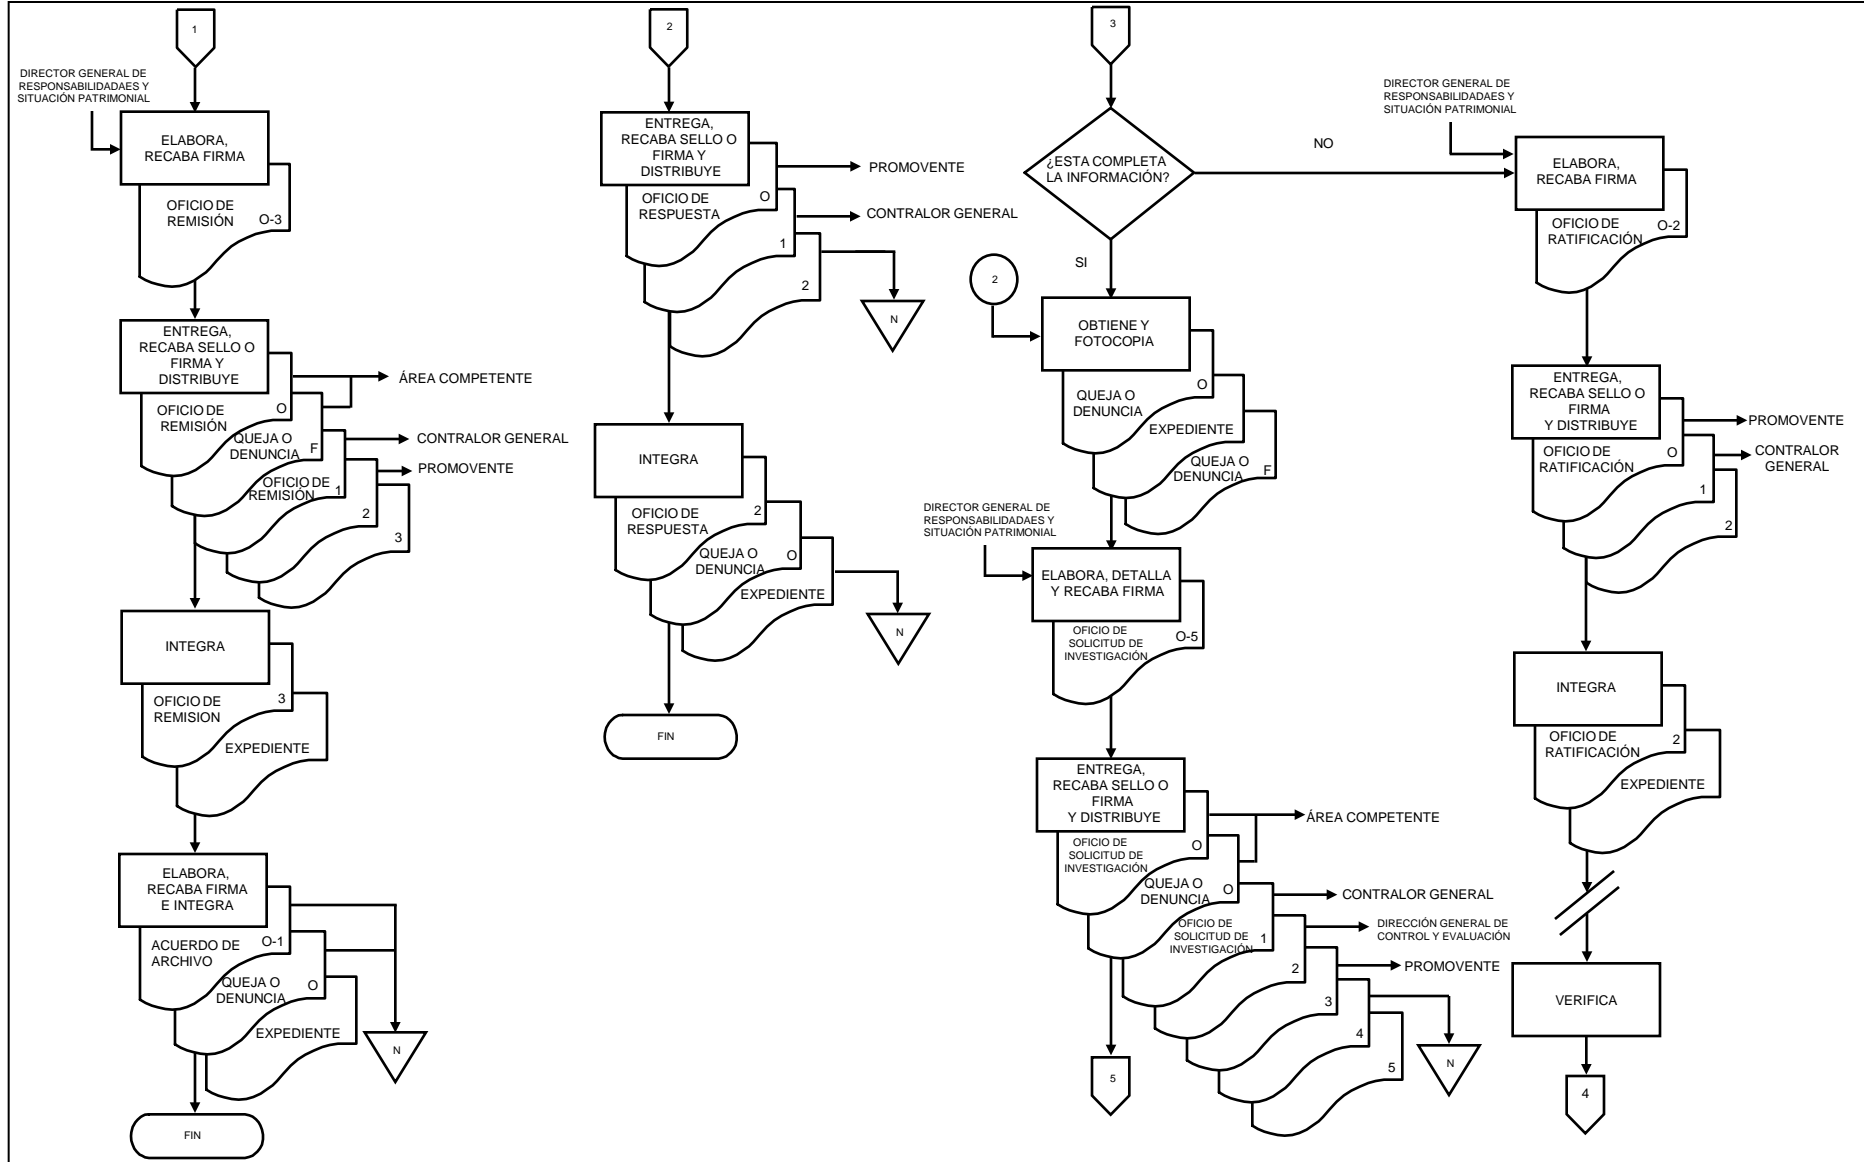 1
DIRECTOR GENERAL DE
RESPONSABILIDADAES Y
SITUACIÓN PATRIMONIAL
ELABORA,
RECABA FIRMA
OFICIO DE
REMISIÓN
O-3
ENTREGA,
RECABA SELLO O
FIRMA Y
DISTRIBUYE
OFICIO DE
REMISIÓN
O
ÁREA COMPETENTE
QUEJA O
DENUNCIA
F
CONTRALOR GENERAL
OFICIO DE
REMISIÓN
1
PROMOVENTE
2
3
INTEGRA
OFICIO DE
REMISION
3
EXPEDIENTE
ELABORA,
RECABA FIRMA
E INTEGRA
ACUERDO DE
ARCHIVO
O-1
QUEJA O
DENUNCIA
O
EXPEDIENTE
N
FIN
2
ENTREGA,
RECABA SELLO O
FIRMA Y
DISTRIBUYE
PROMOVENTE
OFICIO DE
RESPUESTA
O
CONTRALOR GENERAL
1
2
N
INTEGRA
OFICIO DE
RESPUESTA
2
QUEJA O
DENUNCIA
O
EXPEDIENTE
N
FIN
3
¿ESTA COMPLETA
LA INFORMACIÓN?
NO
SI
2
OBTIENE Y
FOTOCOPIA
QUEJA O
DENUNCIA
O
EXPEDIENTE
QUEJA O
DENUNCIA
F
DIRECTOR GENERAL DE
RESPONSABILIDADAES Y
SITUACIÓN PATRIMONIAL
ELABORA, DETALLA
Y RECABA FIRMA
OFICIO DE
SOLICITUD DE
INVESTIGACIÓN
O-5
ENTREGA,
RECABA SELLO O
FIRMA
Y DISTRIBUYE
OFICIO DE
SOLICITUD DE
INVESTIGACIÓN
O
ÁREA COMPETENTE
QUEJA O
DENUNCIA
O
CONTRALOR GENERAL
OFICIO DE
SOLICITUD DE
INVESTIGACIÓN
1
DIRECCIÓN GENERAL DE
CONTROL Y EVALUACIÓN
2
PROMOVENTE
3
4
5
N
5
DIRECTOR GENERAL DE
RESPONSABILIDADAES Y
SITUACIÓN PATRIMONIAL
ELABORA,
RECABA FIRMA
OFICIO DE
RATIFICACIÓN
O-2
ENTREGA,
RECABA SELLO O
FIRMA
Y DISTRIBUYE
PROMOVENTE
OFICIO DE
RATIFICACIÓN
O
CONTRALOR
GENERAL
1
2
INTEGRA
OFICIO DE
RATIFICACIÓN
2
EXPEDIENTE
VERIFICA
4